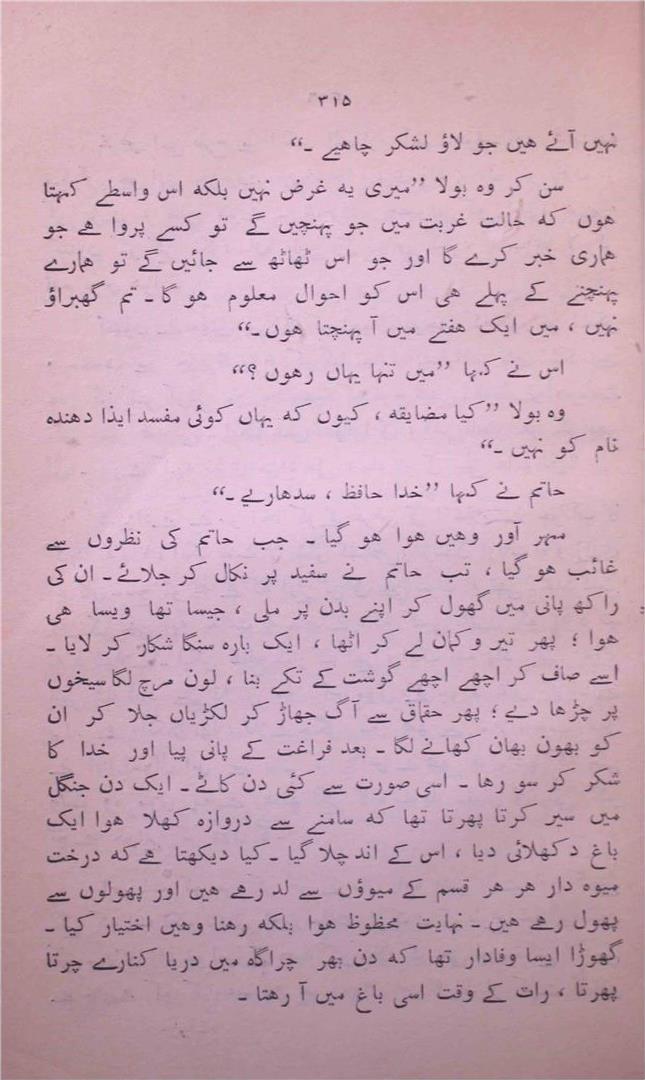 ۳۱۵
نہیں آئے ہیں جو لاؤ لشکر چاہیے ۔“
سن کر وہ بولا ”میری یہ غرض نہیں بلکہ اس واسطے کہتا
ہوں کہ حالت غربت میں جو پہنچیں گے تو کسے پروا ہے جو
ہماری خبر کرے گا اور جو اس ٹھاٹھ سے جائیں گے تو ہمارے
پہنچنے کے پہلے ہی اس کو احوال معلوم ہو گا ۔ تم گھبراؤ
نہیں ، میں ایک ہفتے میں آ پہنچتا ہوں ۔“
اس نے کہا ”میں تنہا یہاں رہوں ؟“
وہ بولا ”کیا مضایقہ ، کیوں کہ یہاں کوئی مفسد ایذا دہندہ
نام کو نہیں ۔“
حاتم نے کہا ”خدا حافظ ، سدھاریے ۔“
مہر آور وہیں ہوا ہو گیا ۔ جب حاتم کی نظروں سے
غائب ہو گیا ، تب حاتم نے سفید پر نکال کر جلائے ۔ ان کی
راکھ پانی میں گھول کر اپنے بدن پر ملی ، جیسا تھا ویسا ہی
ہوا ؛ پھر تیر و کمان لے کر اٹھا ، ایک بارہ سنگا شکار کر لایا ۔
اسے صاف کر اچھے اچھے گوشت کے تکے بنا ، لون مرچ لگا سیخوں
پر چڑھا دیے ؛ پھر حقماق سے آگ جھاڑ کر لکڑیاں جلا کر ان
کو بھون بھان کھانے لگا ۔ بعد فراغت کے پانی پیا اور خدا کا
شکر کر سو رہا ۔ اسی صورت سے کئی دن کاٹے ۔ ایک دن جنگل
میں سیر کرتا پھرتا تھا کہ سامنے سے دروازہ کھلا ہوا ایک
باغ دکھلائی دیا ، اس کے اند چلا گیا ۔ کیا دیکھتا ہے کہ درخت
میوہ دار ہر ہر قسم کے میوؤں سے لد رہے ہیں اور پھولوں سے
پھول رہے ہیں ۔ نہایت محظوظ ہوا بلکہ رہنا وہیں اختیار کیا ۔
گھوڑا ایسا وفادار تھا کہ دن بھر چراگاہ میں دریا کنارے چرتا
پھرتا ، رات کے وقت اسی باغ میں آ رہتا ۔